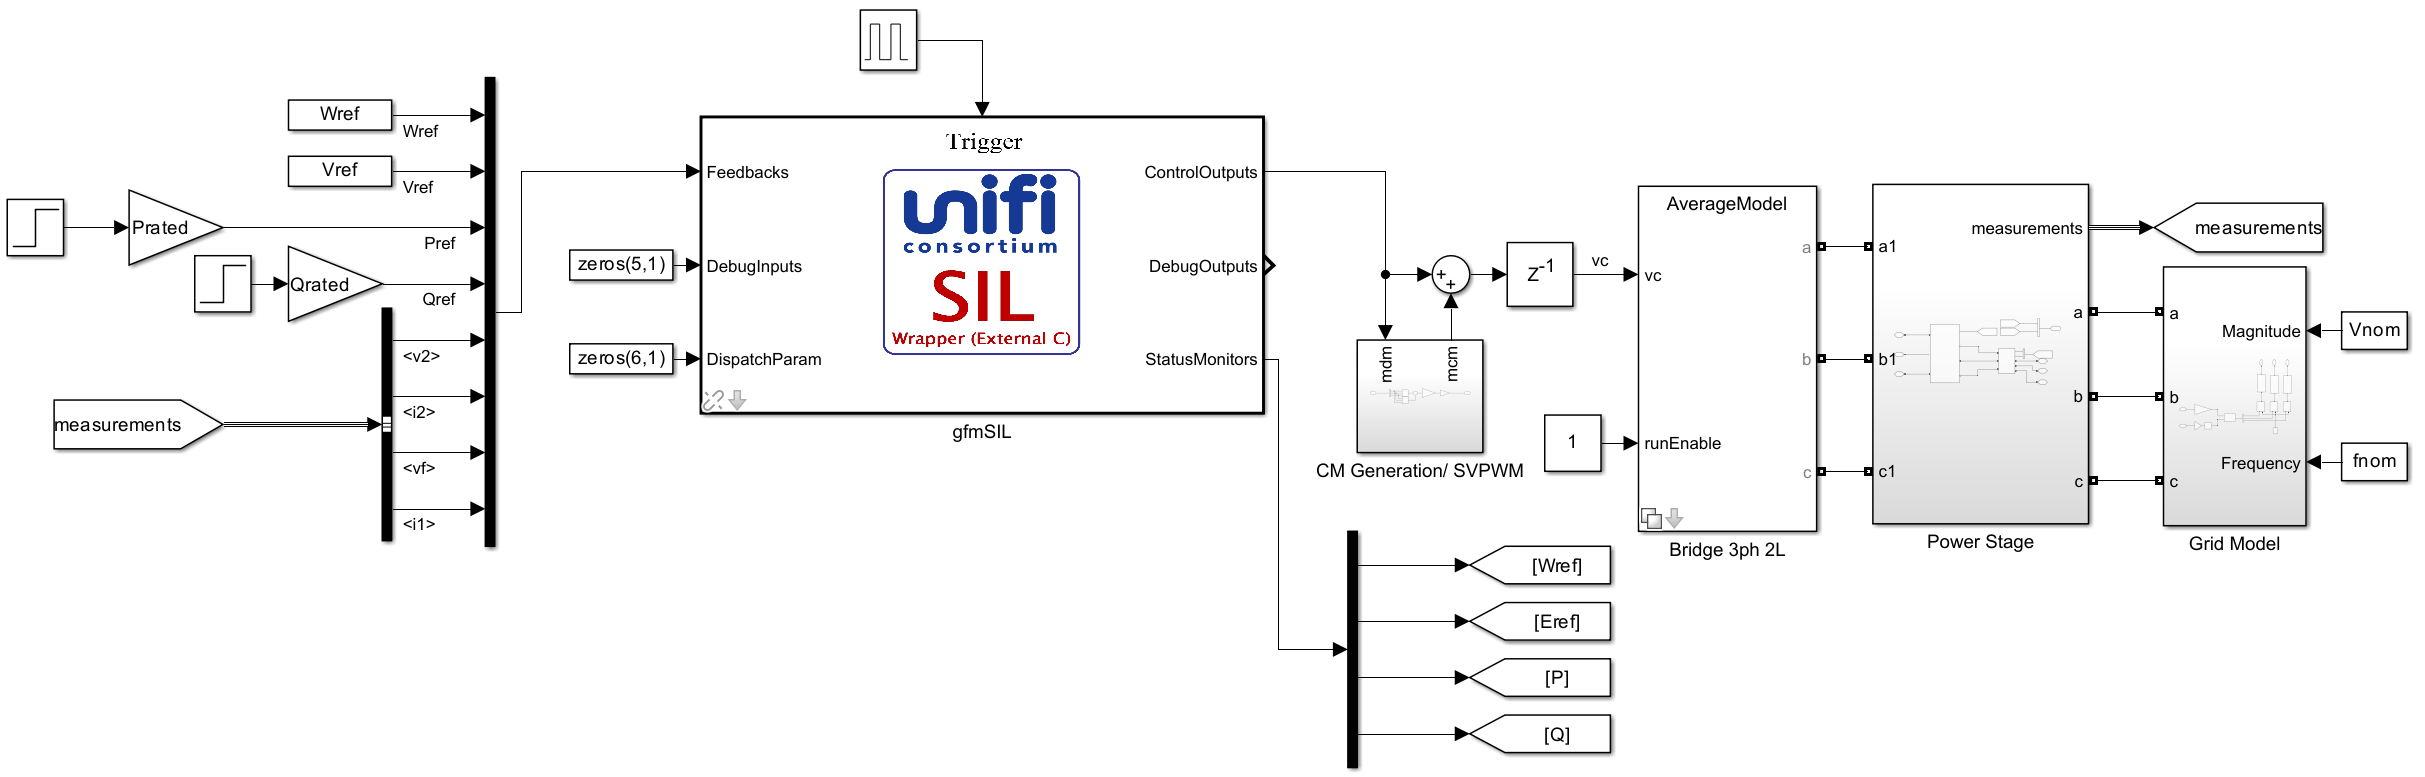 Wref
Wref
Vref
Vref
Prated
Pref
Qrated
Qref
<v2>
<i2>
<vf>
<i1>
measurements
Trigger
Feedbacks
DebugInputs
DispatchParam
zeros(5,1)
zeros(6,1)
unifi
consortium
SIL
Wrapper (External C)
ControlOutputs
DebugOutputs
StatusMonitors
gfmSIL
+
+
mdm
mcm
CM Generation/ SVPWM
Z-1
vc
1
AverageModel
vc
runEnable
a
b
c
Bridge 3ph 2L
a1
b1
c1
measurements
a
b
c
Power Stage
measurements
a
b
c
Magnitude
Frequency
Grid Model
Vnom
fnom
[Wref]
[Eref]
[P]
[Q]